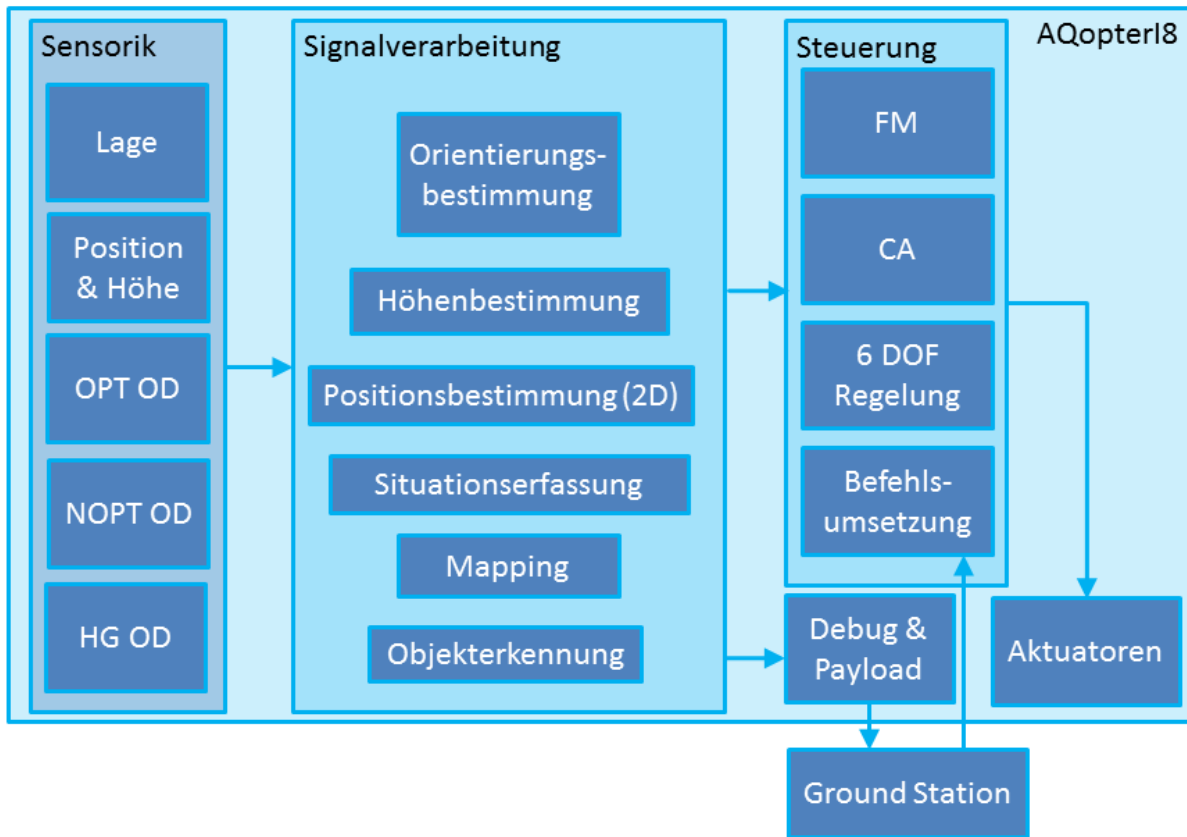 AQopterI8
Sensorik
Lage
Position
& Höhe
OPT OD
NOPT OD
HG OD
Signalverarbeitung
Orientierungs-
bestimmung
Höhenbestimmung
Positionsbestimmung (2D)
Situationserfassung
Mapping
Objekterkennung
Steuerung
FM
CA
6 DOF
Regelung
Befehls-
umsetzung
Debug &
Payload
Aktuatoren
Ground Station